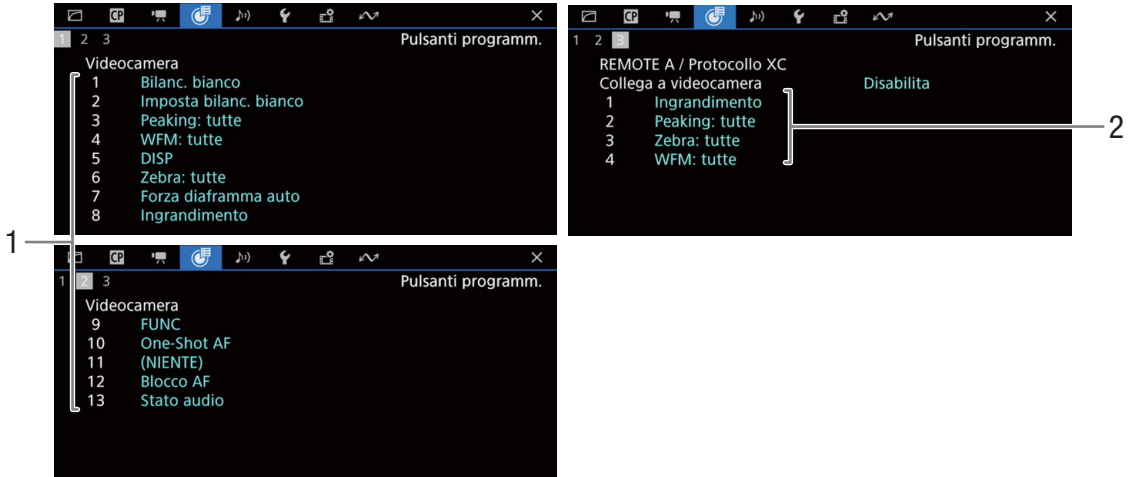 CP
1 2 3
Pulsanti programm.
Videocamera
1 Bilanc. bianco
2 Imposta bilanc. bianco
3 Peaking: tutte
4 WFM: tutte
5 DISP
6 Zebra: tutte
7 Forza diaframma auto
8 Ingrandimento
1
CP
1 2 3
Pulsanti programm.
Videocamera
9 FUNC
10 One-Shot AF
11 (NIENTE)
12 Blocco AF
13 Stato audio
CP
1 2 3
Pulsanti programm.
REMOTE A / Protocollo XC
Collega a videocamera Disabilita
1 Ingrandimento
2 Peaking: tutte
3 Zebra: tutte
4 WFM: tutte
2